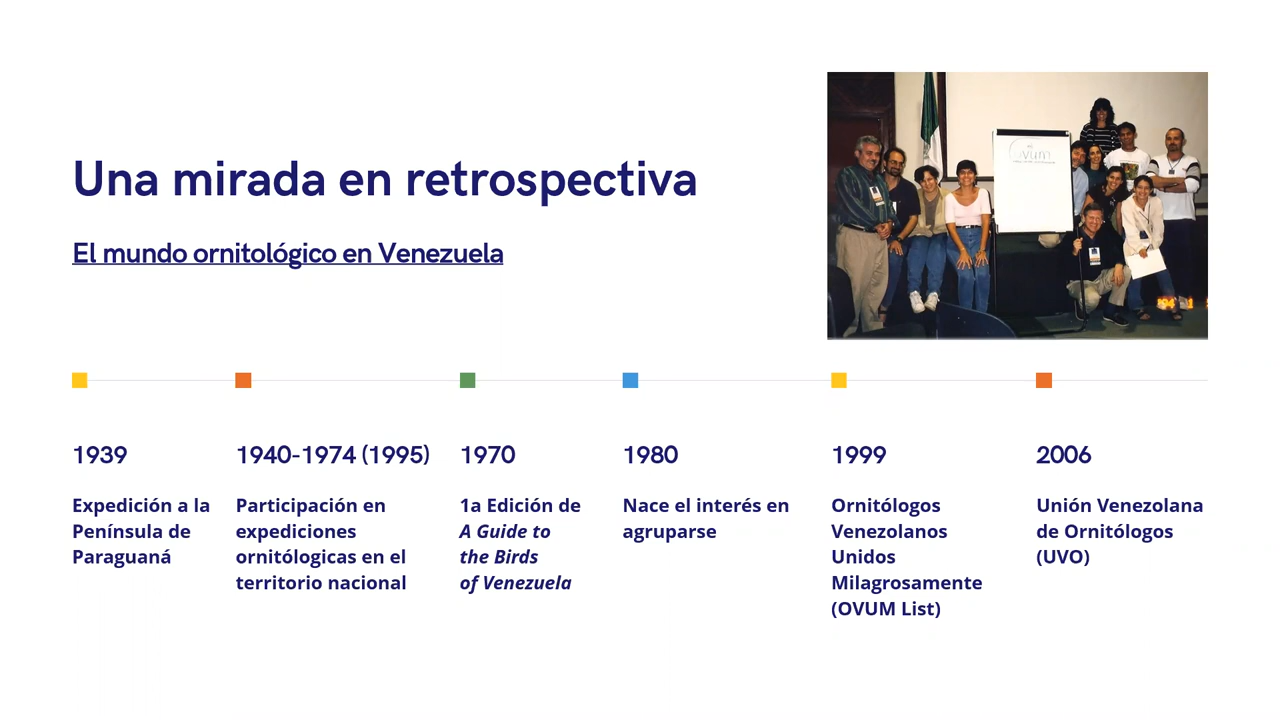 Una mirada en retrospectiva
El mundo ornitológico en Venezuela
Ovum
1939
Expedición a la
Península de
Paraguaná
1940-1974 (1995)
Participación en
expediciones
ornitólogicas en el
territorio nacional
1970
1a Edición de
A Guide to
the Birds
of Venezuela
1980
Nace el interés en
agruparse
1999
Ornitólogos
Venezolanos
Unidos
Milagrosamente
(OVUM List)
2006
Unión Venezolana
de Ornitólogos
(UVO)